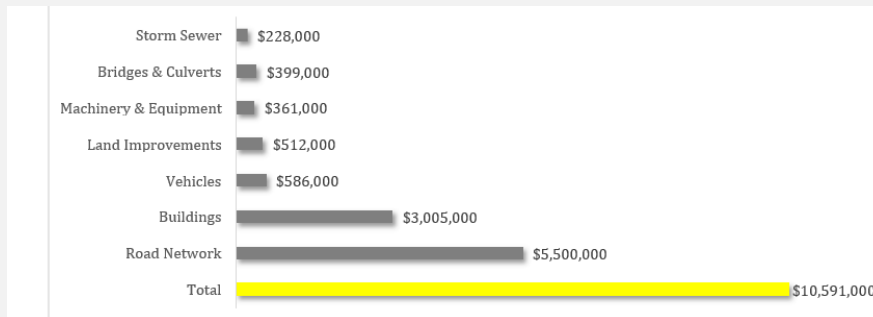 Storm Sewer $228,000
Bridges & Culverts $399,000
Machinery & Equipment $361,000
Land Improvements $512,000
Vehicles $586,000
Buildings $3,005,000
Road Network $5,500,000
Total $10,591,000